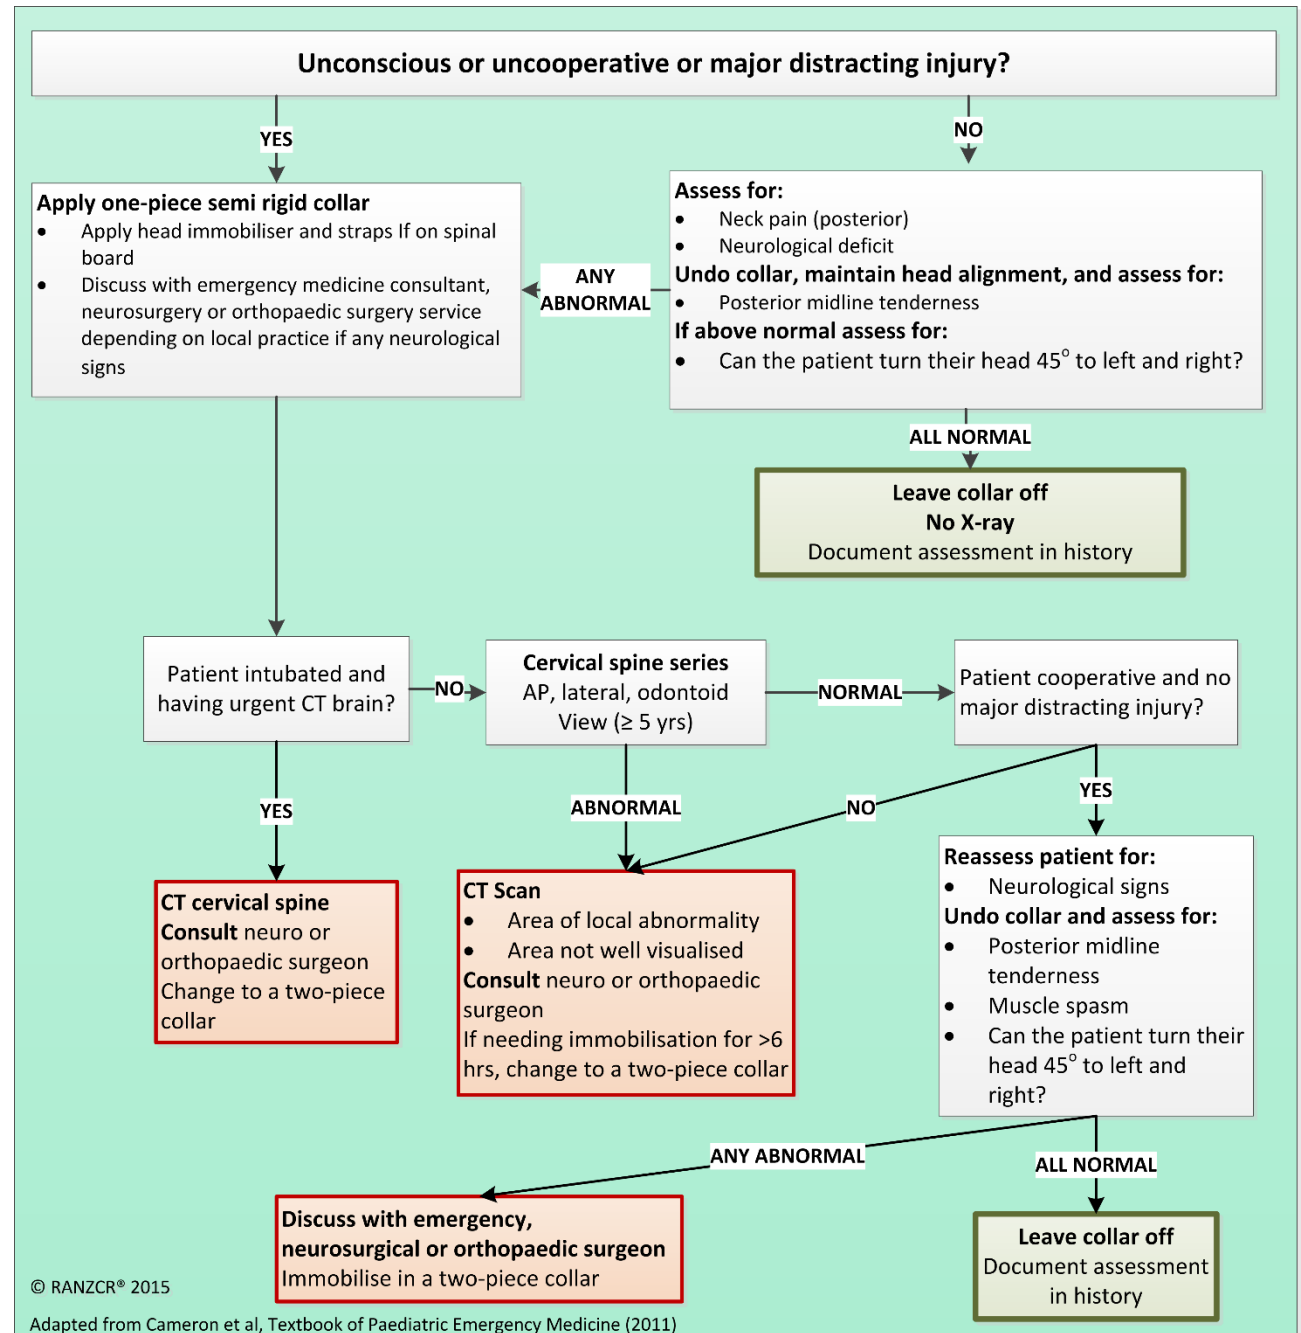 Unconscious or uncooperative or major distracting injury?
YES
NO
Apply one-piece semi rigid collar
• Apply head immobiliser and straps If on spinal
board
• Discuss with emergency medicine consultant,
neurosurgery or orthopaedic surgery service
depending on local practice if any neurological
signs
ANY
ABNORMAL
Assess for:
• Neck pain (posterior)
• Neurological deficit
Undo collar, maintain head alignment, and assess for:
• Posterior midline tenderness
If above normal assess for:
• Can the patient turn their head 45° to left and right?
ALL NORMAL
Leave collar off
No X-ray
Document assessment in history
Patient intubated and
having urgent CT brain?
NO
Cervical spine series
AP, lateral, odontoid
View (≥ 5 yrs)
NORMAL
Patient cooperative and no
major distracting injury?
YES
ABNORMAL
NO
YES
CT cervical spine
Consult neuro or
orthopaedic surgeon
Change to a two-piece
collar
CT Scan
• Area of local abnormality
• Area not well visualised
Consult neuro or orthopaedic
surgeon
If needing immobilisation for >6
hrs, change to a two-piece collar
Reassess patient for:
• Neurological signs
Undo collar and assess for:
• Posterior midline
tenderness
• Muscle spasm
• Can the patient turn their
head 45° to left and
right?
ANY ABNORMAL
ALL NORMAL
Discuss with emergency,
neurosurgical or orthopaedic surgeon
Immobilise in a two-piece collar
Leave collar off
Document assessment
in history
© RANZCR® 2015
Adapted from Cameron et al, Textbook of Paediatric Emergency Medicine (2011)